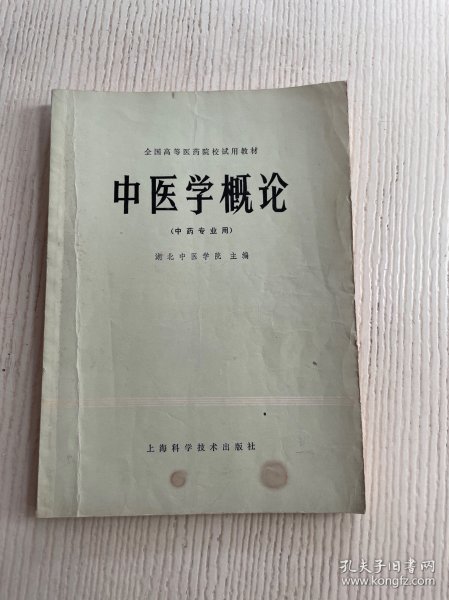 全国高等医药院校试用教材
中医学概论
(中药专业用)
湖北中医学院 主编
上海科学技术出版社
孔夫子旧书网
www.kongfz.com